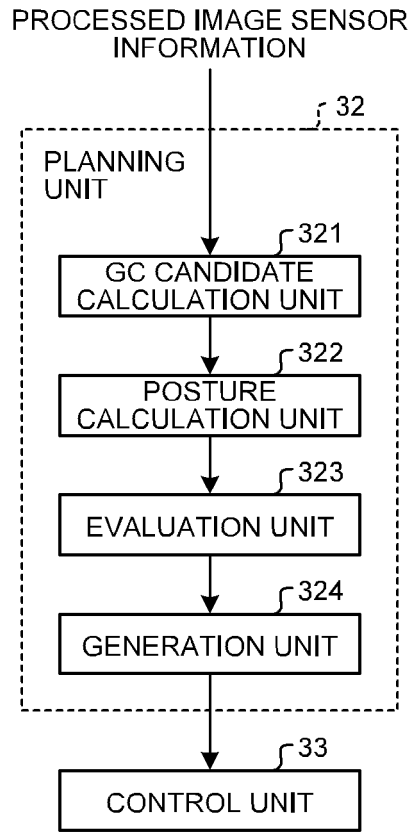 PROCESSED IMAGE SENSOR
INFORMATION
32
PLANNING
UNIT
321
GC CANDIDATE
CALCULATION UNIT
322
POSTURE
CALCULATION UNIT
323
EVALUATION UNIT
324
GENERATION UNIT
33
CONTROL UNIT